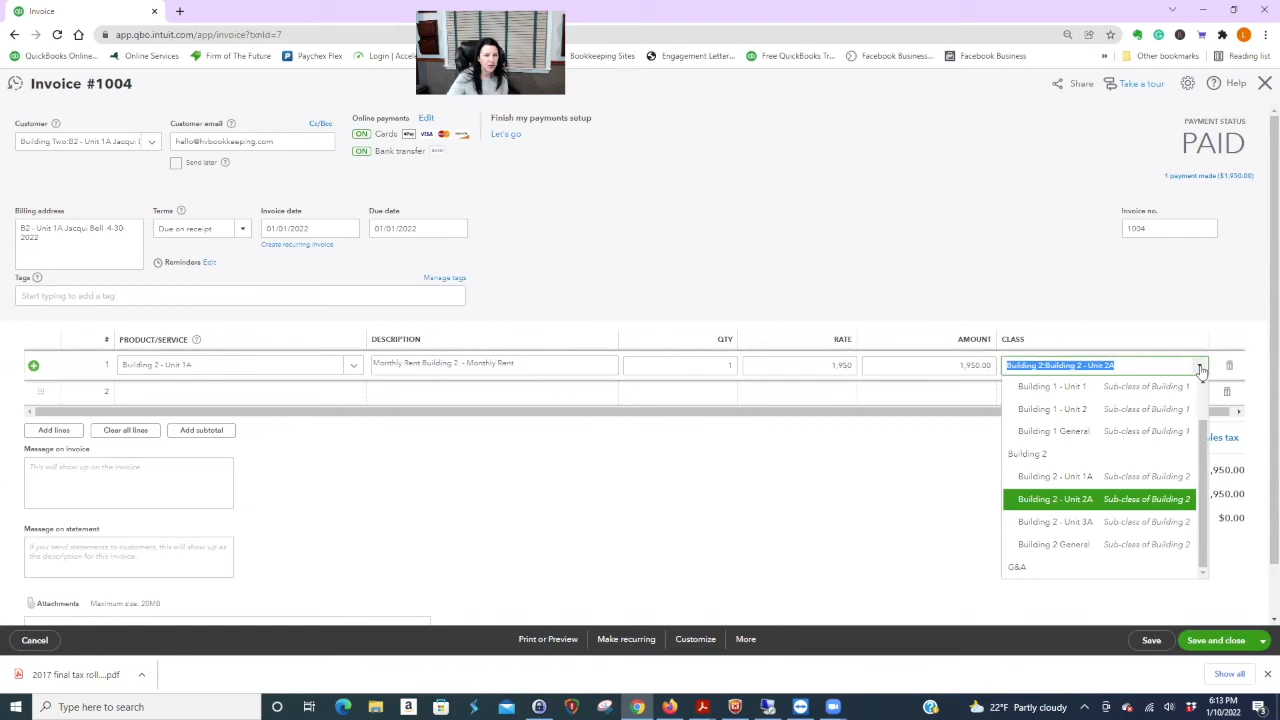 Invoice
app.qbo.intuit.com
QuickBooks Online...
Online Services
Firm of
Paychex Flex
Login | Accele
Bookkeeping Sites
Engagement Letter...
Free QuickBooks Tr...
Facebook Business...
Facebook Business
Other bookmarks
Reading list
Invoice #1004
Share
Take a tour
Help
Customer
Customer email
Cc/Bcc
Online payments
Edit
Finish my payments setup
PAYMENT STATUS
Building Two:B2 - Unit 1A Jacqui
hello@hvbookkeeping.com
ON Cards
Let's go
PAID
Send later
ON Bank transfer
1 payment made ($1,950.00)
Billing address
Terms
Invoice date
Due date
Invoice no.
B2 - Unit 1A Jacqui Bell 4-30-
2022
Due on receipt
01/01/2022
01/01/2022
1004
Create recurring invoice
Reminders Edit
Tags
Manage tags
Start typing to add a tag
#
PRODUCT/SERVICE
DESCRIPTION
QTY
RATE
AMOUNT
CLASS
1
Building 2 - Unit 1A
Monthly Rent Building 2 - Monthly Rent
1
1,950
1,950.00
Building 2:Building 2 - Unit 2A
2
Building 1 - Unit 1 Sub-class of Building 1
Building 1 - Unit 2 Sub-class of Building 1
Building 1 General Sub-class of Building 1
Building 2
Building 2 - Unit 1A Sub-class of Building 2
Building 2 - Unit 2A Sub-class of Building 2
Building 2 - Unit 3A Sub-class of Building 2
Building 2 General Sub-class of Building 2
G&A
Add lines
Clear all lines
Add subtotal
les tax
Message on invoice
This will show up on the invoice.
,950.00
,950.00
$0.00
Message on statement
If you send statements to customers, this will show up as
the description for this invoice.
Attachments Maximum size: 20MB
Cancel
Print or Preview
Make recurring
Customize
More
Save
Save and close
2017 final tax roll....pdf
Show all
Type here to search
22°F Partly cloudy
6:13 PM
1/10/2022